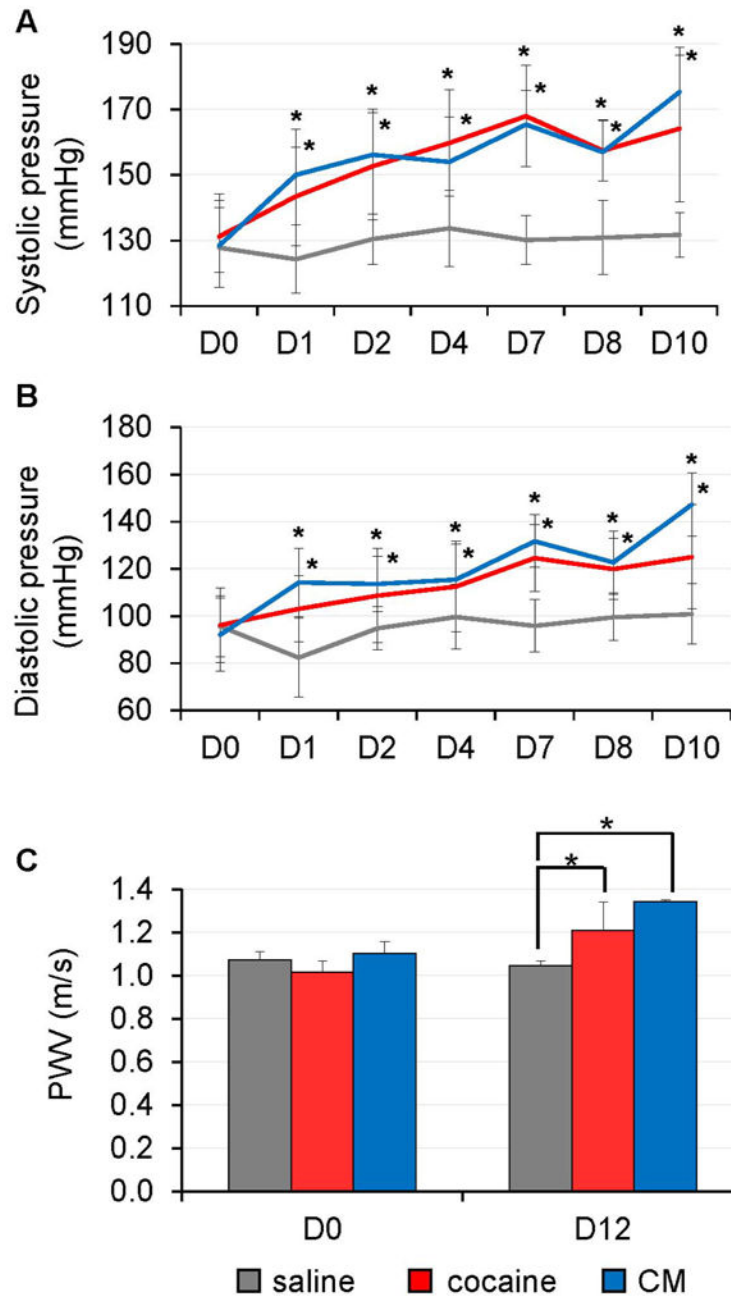 A
Systolic pressure
(mmHg)
190
170
150
130
110
* * * * * *
* * * * * *
D0 D1 D2 D4 D7 D8 D10
B
Diastolic pressure
(mmHg)
180
160
140
120
100
80
60
* * * * * *
* * * * * *
D0 D1 D2 D4 D7 D8 D10
C
PWV (m/s)
1.4
1.2
1.0
0.8
0.6
0.4
0.2
0.0
*
*
D0 D12
saline cocaine CM